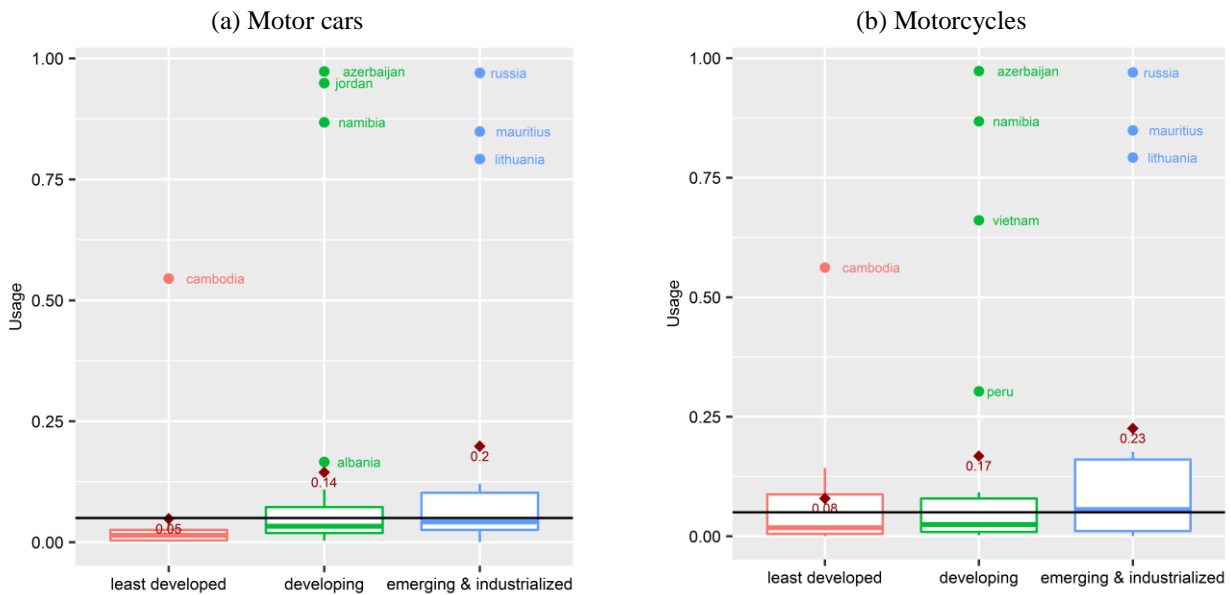 (a) Motor cars
1.00
azerbaijan
jordan
russia
namibia
mauritius
lithuania
0.75
cambodia
0.50
Usage
0.25
albania
0.2
0.14
0.05
0.00
least developed
developing
emerging & industrialized
(b) Motorcycles
1.00
azerbaijan
russia
namibia
mauritius
lithuania
0.75
vietnam
cambodia
0.50
Usage
peru
0.25
0.23
0.17
0.08
0.00
least developed
developing
emerging & industrialized